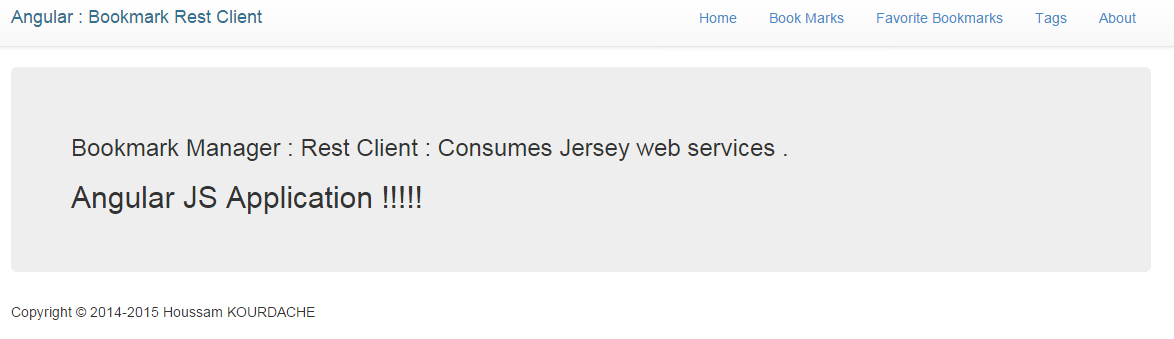 Angular : Bookmark Rest Client
Home Book Marks Favorite Bookmarks Tags About
Bookmark Manager : Rest Client : Consumes Jersey web services .
Angular JS Application !!!!!
Copyright © 2014-2015 Houssam KOURDACHE